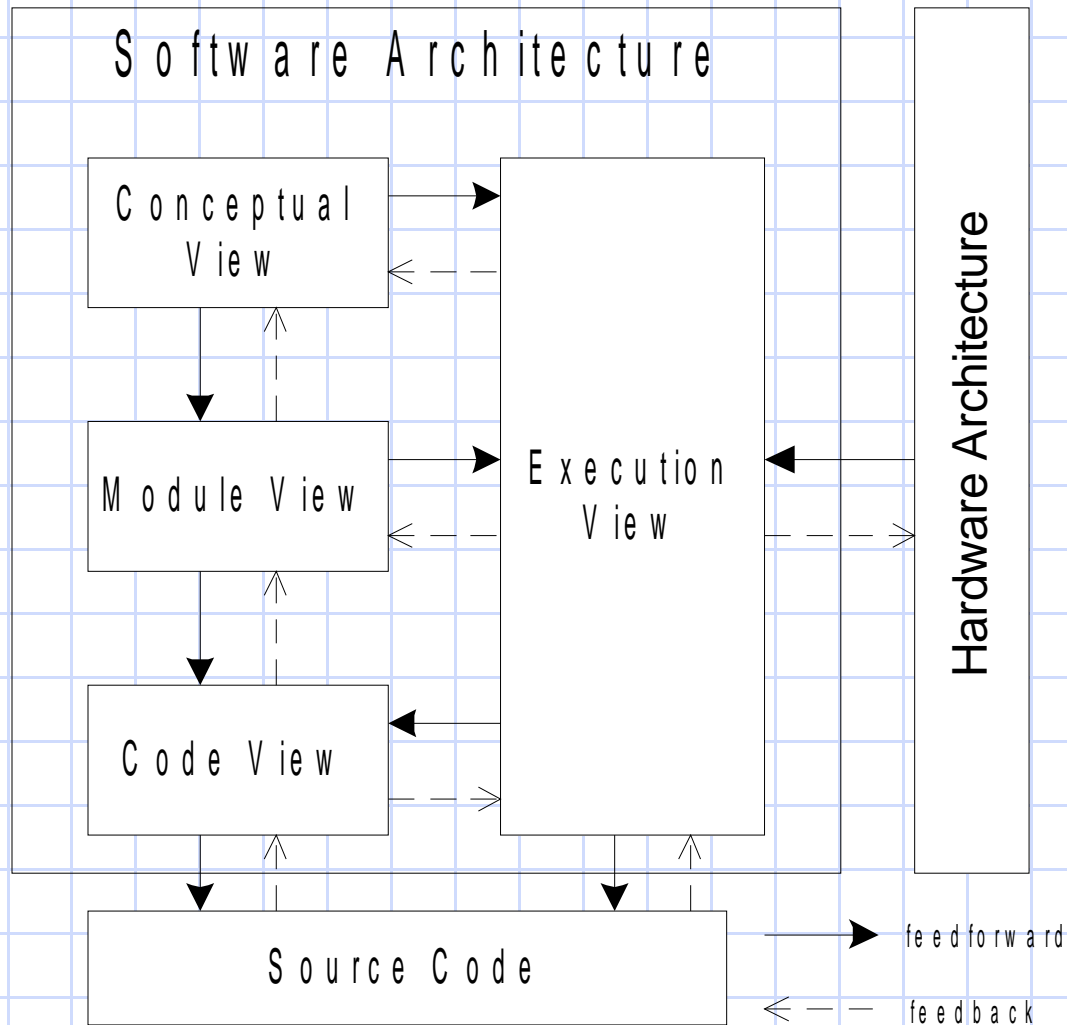 Software Architecture
Conceptual
View
Module View
Code View
Execution
View
Hardware Architecture
Source Code
feedforward
feedback